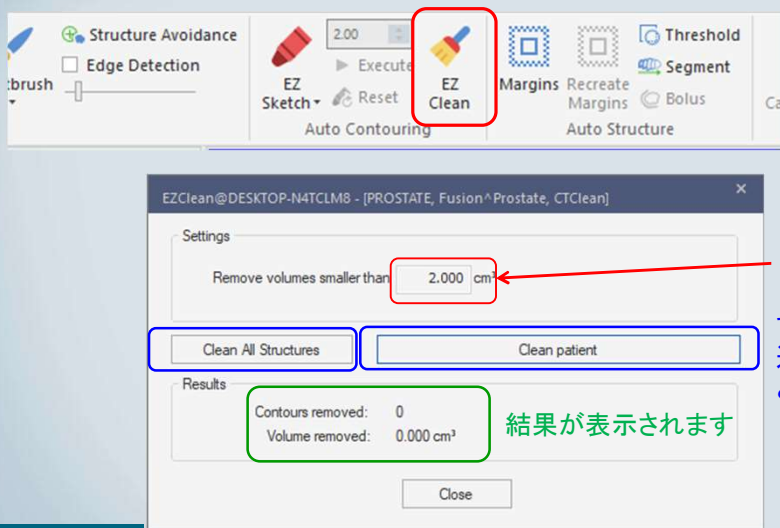 Structure Avoidance
Edge Detection
2.00
Execute
Reset
EZ
Sketch
Auto Contouring
EZ
Clean
Margins
Recreate
Margins
Threshold
Segment
Bolus
Auto Structure
EZClean@DESKTOP-N4TCLM8 - [PROSTATE, Fusion^Prostate, CTClean]
Settings
Remove volumes smaller than 2.000 cm³
Clean All Structures
Clean patient
Results
Contours removed: 0
Volume removed: 0.000 cm³
結果が表示されます
Close